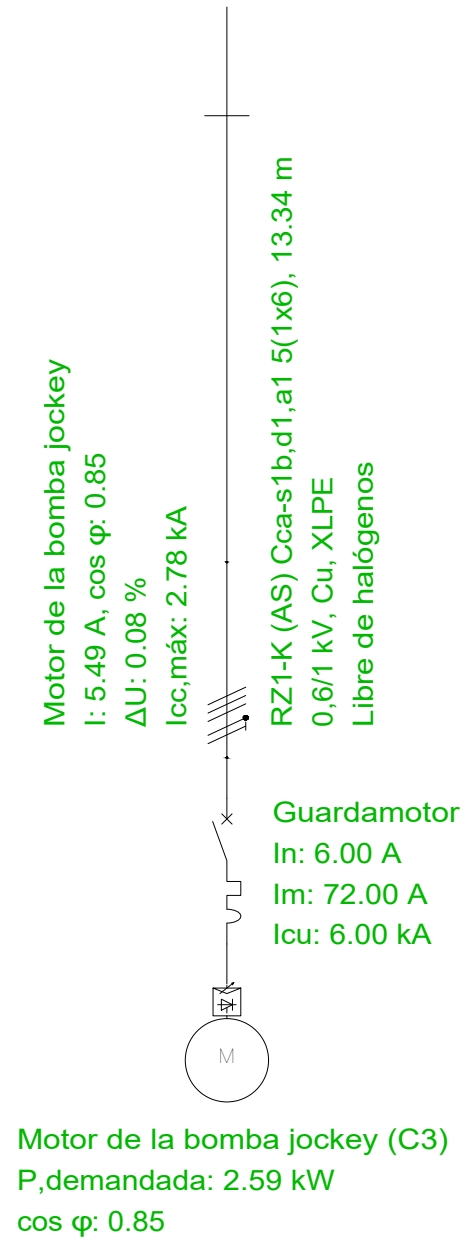 Motor de la bomba jockey
I: 5.49 A, cos φ: 0.85
ΔU: 0.08 %
Icc,máx: 2.78 kA
RZ1-K (AS) Cca-s1b,d1,a1 5(1x6), 13.34 m
0,6/1 kV, Cu, XLPE
Libre de halógenos
Guardamotor
In: 6.00 A
Im: 72.00 A
Icu: 6.00 kA
M
Motor de la bomba jockey (C3)
P,demandada: 2.59 kW
cos φ: 0.85